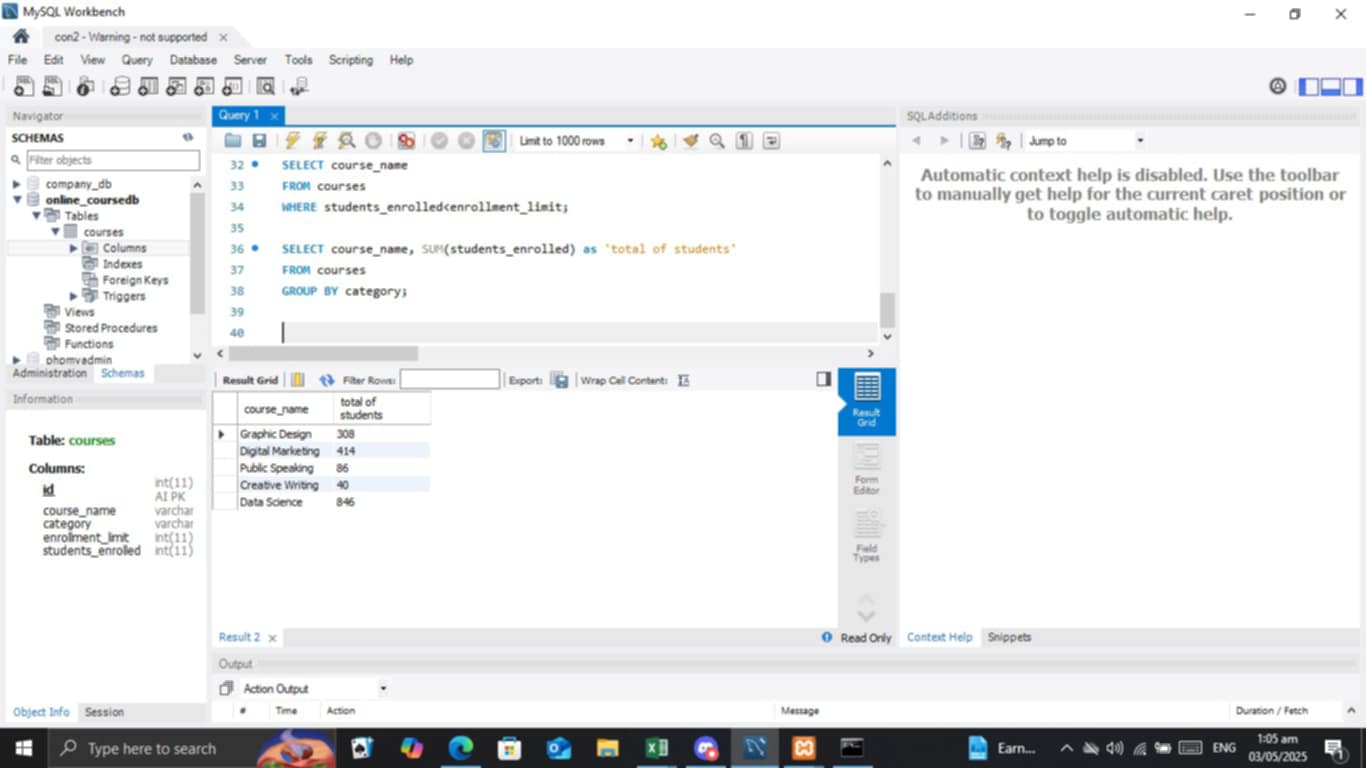 MySQL Workbench
con2 - Warning - not supported
File Edit View Query Database Server Tools Scripting Help
Navigator
SCHEMAS
Filter objects
company_db
online_coursedb
Tables
courses
Columns
Indexes
Foreign Keys
Triggers
Views
Stored Procedures
Functions
phpmyadmin
Administration Schemas
Information
Table: courses
Columns:
id int(11) AI PK
course_name varchar
category varchar
enrollment_limit int(11)
students_enrolled int(11)
Object Info Session
Query 1
Limit to 1000 rows
32 SELECT course_name
33 FROM courses
34 WHERE students_enrolled<enrollment_limit;
35
36 SELECT course_name, SUM(students_enrolled) as 'total of students'
37 FROM courses
38 GROUP BY category;
39
40
Result Grid Filter Rows: Export: Wrap Cell Content:
course_name total of students
Graphic Design 308
Digital Marketing 414
Public Speaking 86
Creative Writing 40
Data Science 846
Result Grid
Form Editor
Field Types
Result 2 Read Only
Output
Action Output
# Time Action Message Duration / Fetch
SQLAdditions
Jump to
Automatic context help is disabled. Use the toolbar
to manually get help for the current caret position or
to toggle automatic help.
Context Help Snippets
Type here to search
Earn...
ENG
1:05 am
03/05/2025
1